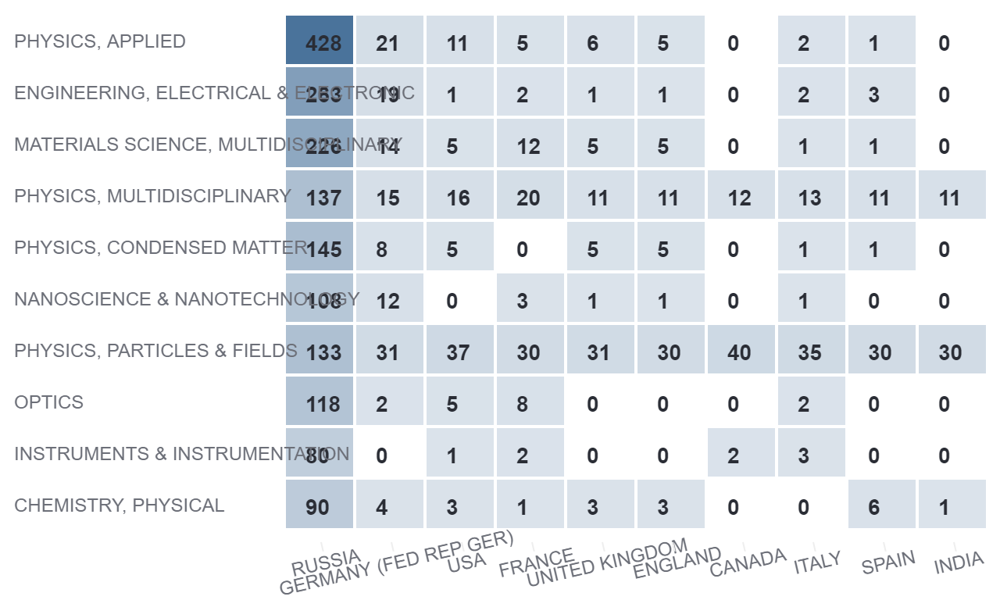 PHYSICS, APPLIED 428 21 11 5 6 5 0 2 1 0
ENGINEERING, ELECTRICAL & ELECTRONIC 19 1 2 1 1 0 2 3 0
MATERIALS SCIENCE, MULTIDISCIPLINARY 14 5 12 5 5 0 1 1 0
PHYSICS, MULTIDISCIPLINARY 137 15 16 20 11 11 12 13 11 11
PHYSICS, CONDENSED MATTER 145 8 5 0 5 5 0 1 1 0
NANOSCIENCE & NANOTECHNOLOGY 108 12 0 3 1 1 0 1 0 0
PHYSICS, PARTICLES & FIELDS 133 31 37 30 31 30 40 35 30 30
OPTICS 118 2 5 8 0 0 0 2 0 0
INSTRUMENTS & INSTRUMENTATION 80 0 1 2 0 0 2 3 0 0
CHEMISTRY, PHYSICAL 90 4 3 1 3 3 0 0 6 1
RUSSIA
GERMANY (FED REP GER)
USA
FRANCE
UNITED KINGDOM
ENGLAND
CANADA
ITALY
SPAIN
INDIA